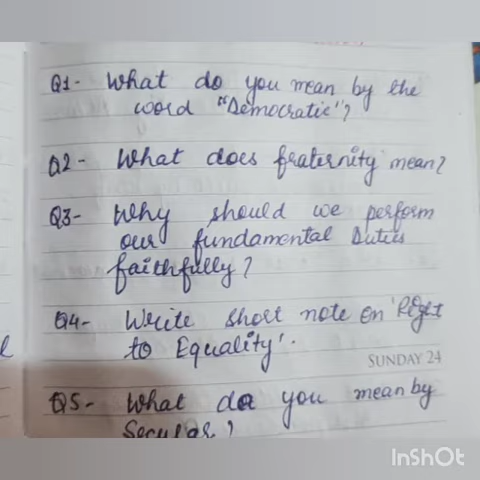 Q1- What do you mean by the
word "Democratic"?
Q2- What does fraternity mean?
Q3- Why should we perform
our fundamental Duties
faithfully?
Q4- Write short note on 'Right
to Equality'.
SUNDAY 24
Q5- What do you mean by
Secular?
InShOt